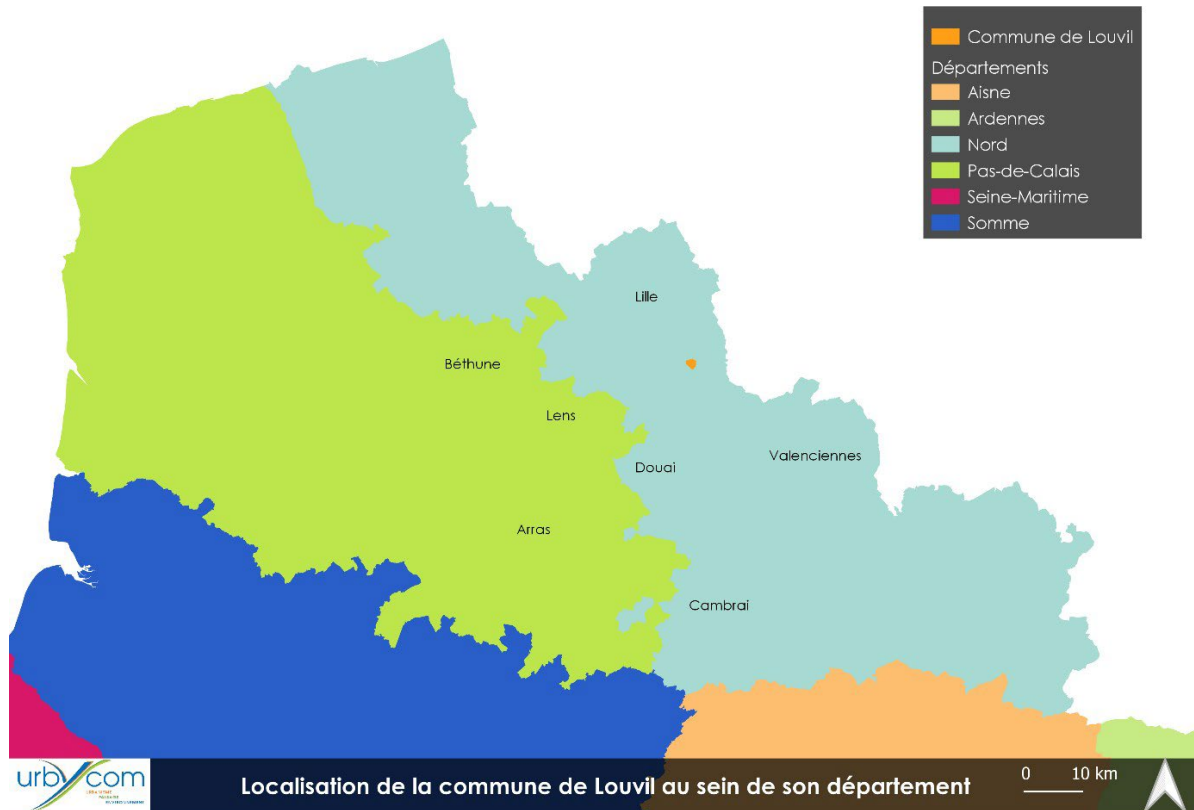 Commune de Louvil
Départements
Aisne
Ardennes
Nord
Pas-de-Calais
Seine-Maritime
Somme
Lille
Béthune
Lens
Douai
Valenciennes
Arras
Cambrai
urbycom
Localisation de la commune de Louvil au sein de son département
0 10 km